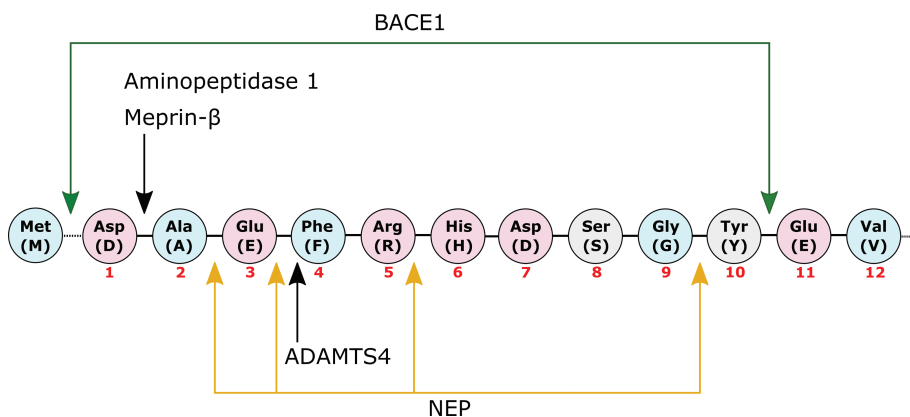 BACE1
Aminopeptidase 1
Meprin-β
Met Asp Ala Glu Phe Arg His Asp Ser Gly Tyr Glu Val
(M) (D) (A) (E) (F) (R) (H) (D) (S) (G) (Y) (E) (V)
1 2 3 4 5 6 7 8 9 10 11 12
ADAMTS4
NEP